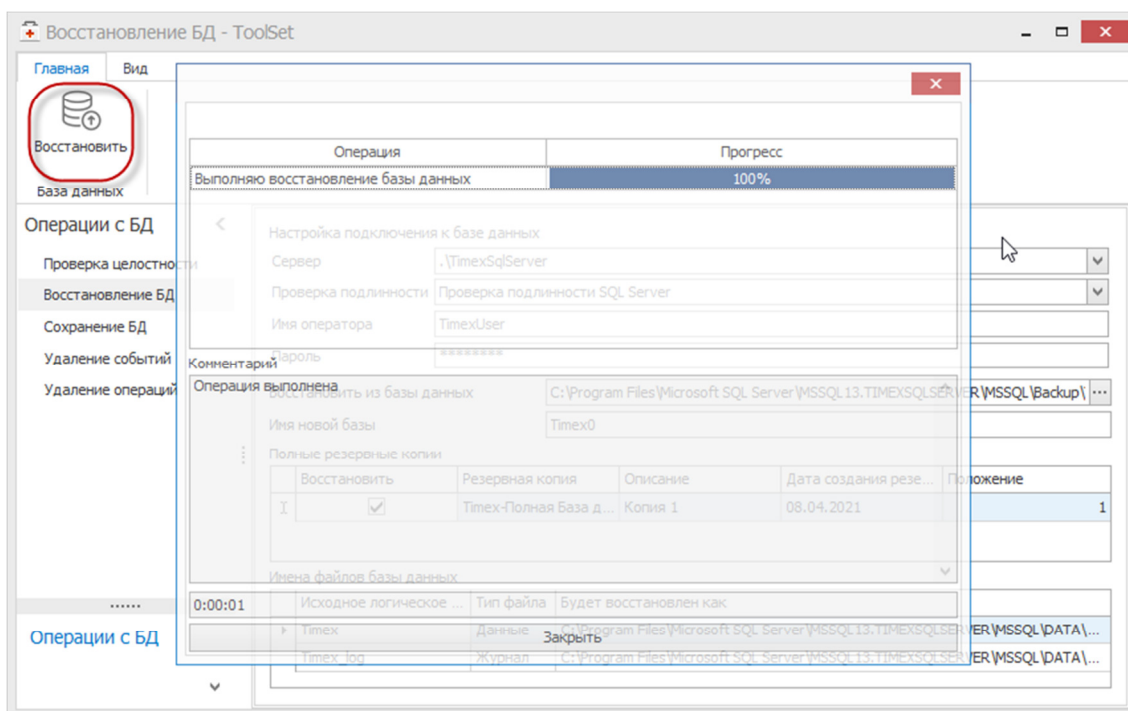 Восстановление БД - ToolSet
Главная Вид
Восстановить
База данных
Операция Прогресс
Выполняю восстановление базы данных 100%
Операции с БД
Настройка подключения к базе данных
Проверка целостности
Сервер .\TimexSqlServer
Восстановление БД
Проверка подлинности Проверка подлинности SQL Server
Сохранение БД
Имя оператора TimexUser
Удаление событий
Пароль ********
Комментарий
Удаление операций
Операция выполнена
Восстановить из базы данных C:\Program Files\Microsoft SQL Server\MSSQL13.TIMEXSQLSERVER\MSSQL\Backup\ ...
Имя новой базы Timex0
Полные резервные копии
Восстановить Резервная копия Описание Дата создания резе... Положение
Timex-Полная База д... Копия 1 08.04.2021 1
Имена файлов базы данных
0:00:01
Исходное логическое ... Тип файла Будет восстановлен как
Операции с БД
Timex Данные C:\Program Files\Microsoft SQL Server\MSSQL13.TIMEXSQLSERVER\MSSQL\DATA\...
Закрыть
Timex_log Журнал C:\Program Files\Microsoft SQL Server\MSSQL13.TIMEXSQLSERVER\MSSQL\DATA\...